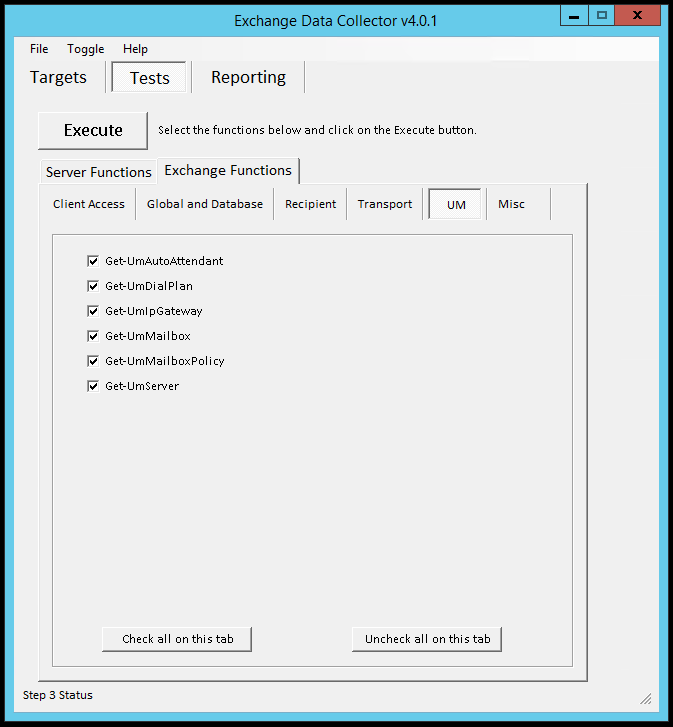 Exchange Data Collector v4.0.1
File Toggle Help
Targets Tests Reporting
Execute Select the functions below and click on the Execute button.
Server Functions Exchange Functions
Client Access Global and Database Recipient Transport UM Misc
Get-UmAutoAttendant
Get-UmDialPlan
Get-UmIpGateway
Get-UmMailbox
Get-UmMailboxPolicy
Get-UmServer
Check all on this tab Uncheck all on this tab
Step 3 Status